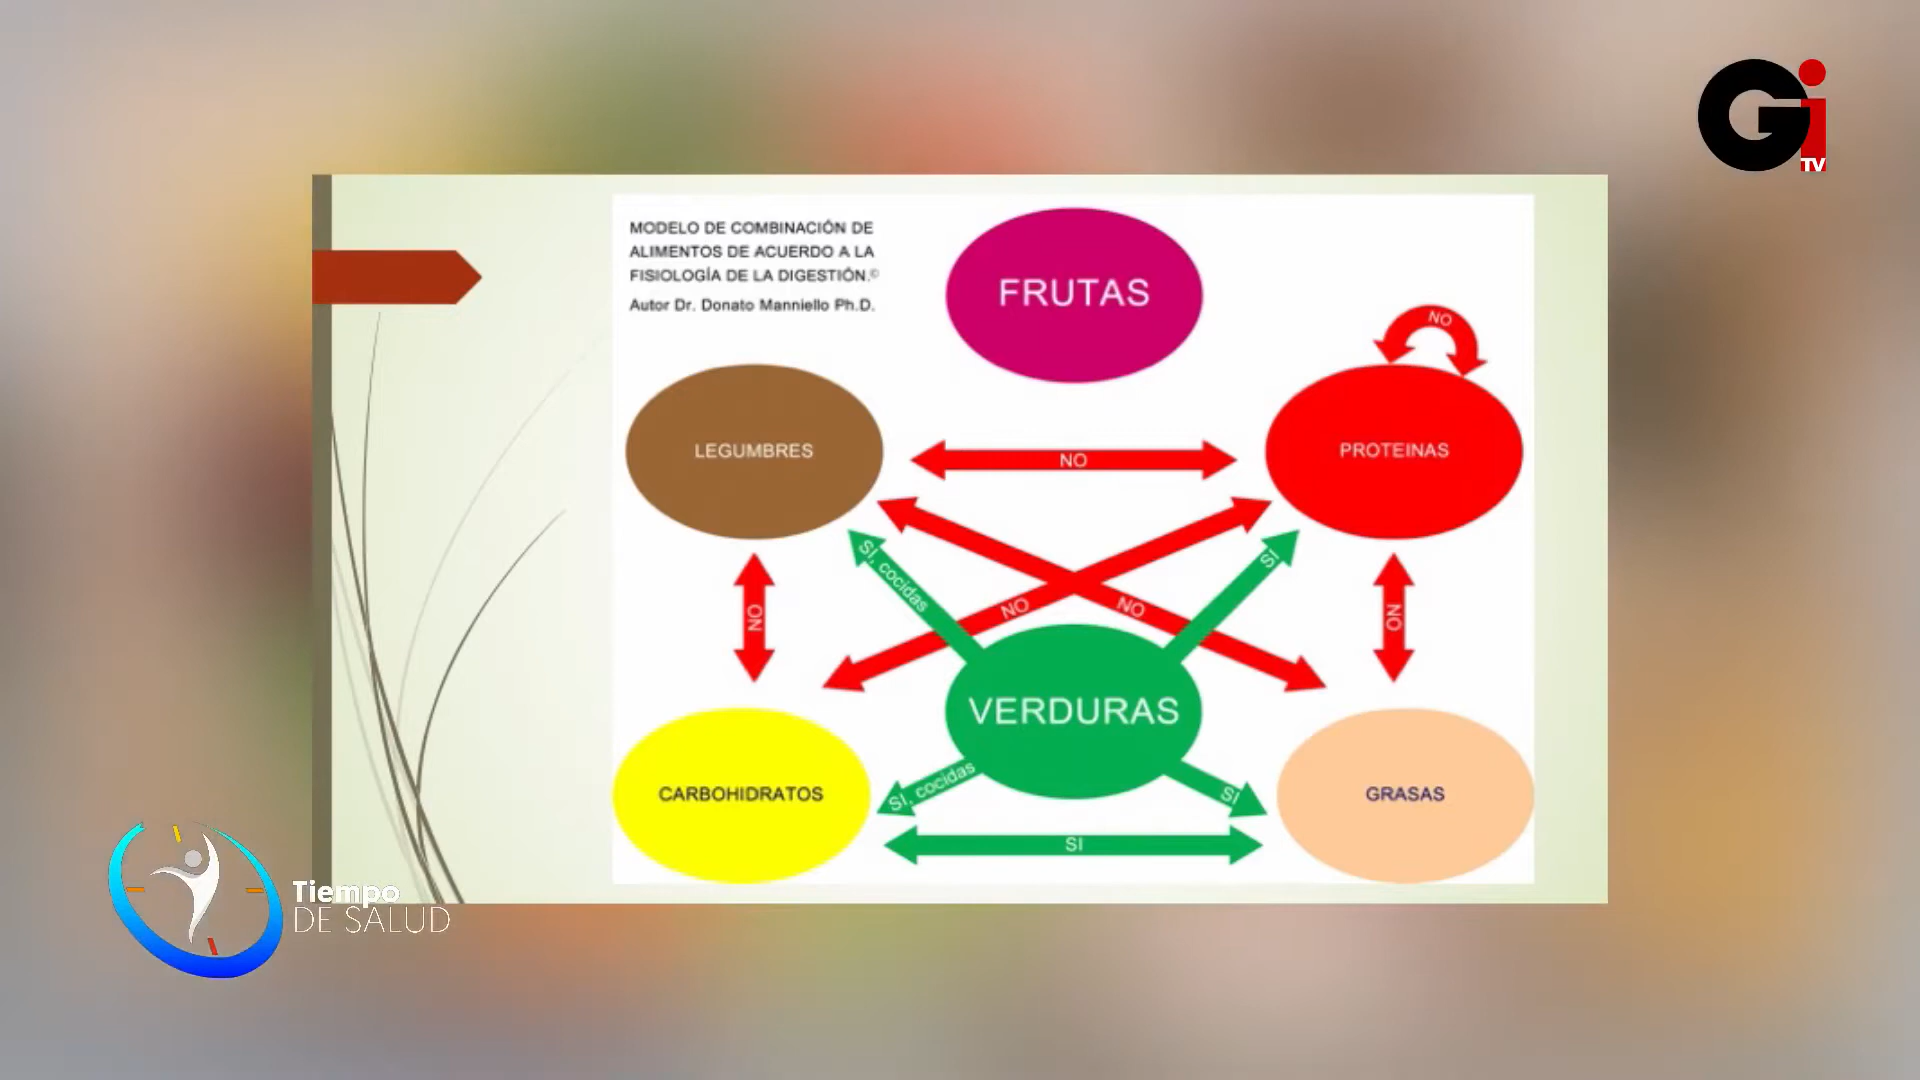 Gi
TV
MODELO DE COMBINACIÓN DE
ALIMENTOS DE ACUERDO A LA
FISIOLOGÍA DE LA DIGESTIÓN.©
Autor Dr. Donato Manniello Ph.D.
FRUTAS
NO
LEGUMBRES
NO
PROTEINAS
SI, cocidas
SI
NO
NO
NO
NO
VERDURAS
CARBOHIDRATOS
SI, cocidas
SI
GRASAS
SI
Tiempo
DE SALUD